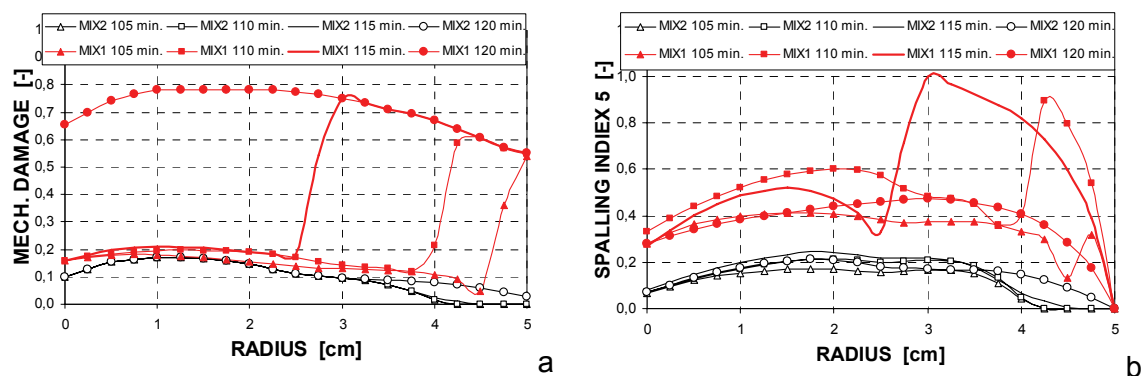 MIX2 105 min. MIX2 110 min. MIX2 115 min. MIX2 120 min.
MIX1 105 min. MIX1 110 min. MIX1 115 min. MIX1 120 min.
MECH. DAMAGE [-]
0,8
0,7
0,6
0,5
0,4
0,3
0,2
0,1
0,0
0 1 2 3 4 5
RADIUS [cm]
a
MIX2 105 min. MIX2 110 min. MIX2 115 min. MIX2 120 min.
MIX1 105 min. MIX1 110 min. MIX1 115 min. MIX1 120 min.
SPALLING INDIEX 5 [-]
1,0
0,8
0,6
0,4
0,2
0,0
0 1 2 3 4 5
RADIUS [cm]
b